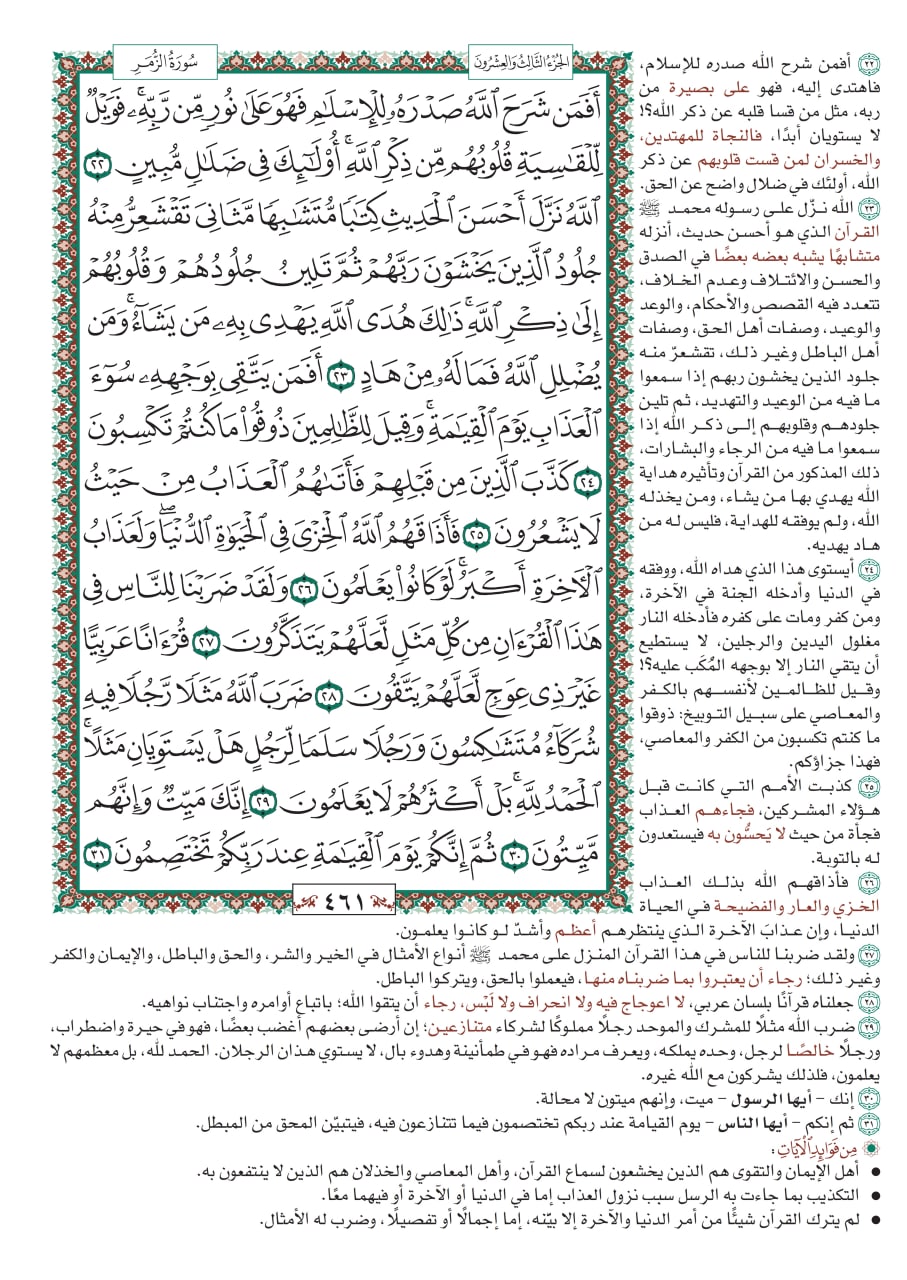 الجُزْءُ الثَّالِثُ وَالعِشْرُونَ
سُورَةُ الزُّمَرِ
أَفَمَن شَرَحَ ٱللَّهُ صَدْرَهُۥ لِلْإِسْلَٰمِ فَهُوَ عَلَىٰ نُورٍ مِّن رَّبِّهِۦۚ فَوَيْلٌ
لِّلْقَٰسِيَةِ قُلُوبُهُم مِّن ذِكْرِ ٱللَّهِۚ أُو۟لَٰٓئِكَ فِى ضَلَٰلٍ مُّبِينٍ ٢٢
ٱللَّهُ نَزَّلَ أَحْسَنَ ٱلْحَدِيثِ كِتَٰبًا مُّتَشَٰبِهًا مَّثَانِىَ تَقْشَعِرُّ مِنْهُ
جُلُودُ ٱلَّذِينَ يَخْشَوْنَ رَبَّهُمْ ثُمَّ تَلِينُ جُلُودُهُمْ وَقُلُوبُهُمْ
إِلَىٰ ذِكْرِ ٱللَّهِۚ ذَٰلِكَ هُدَى ٱللَّهِ يَهْدِى بِهِۦ مَن يَشَآءُۚ وَمَن
يُضْلِلِ ٱللَّهُ فَمَا لَهُۥ مِنْ هَادٍ ٢٣ أَفَمَن يَتَّقِى بِوَجْهِهِۦ سُوٓءَ
ٱلْعَذَابِ يَوْمَ ٱلْقِيَٰمَةِۚ وَقِيلَ لِلظَّٰلِمِينَ ذُوقُوا۟ مَا كُنتُمْ تَكْسِبُونَ
٢٤ كَذَّبَ ٱلَّذِينَ مِن قَبْلِهِمْ فَأَتَىٰهُمُ ٱلْعَذَابُ مِنْ حَيْثُ
لَا يَشْعُرُونَ ٢٥ فَأَذَاقَهُمُ ٱللَّهُ ٱلْخِزْىَ فِى ٱلْحَيَوٰةِ ٱلدُّنْيَاۖ وَلَعَذَابُ
ٱلْءَاخِرَةِ أَكْبَرُۚ لَوْ كَانُوا۟ يَعْلَمُونَ ٢٦ وَلَقَدْ ضَرَبْنَا لِلنَّاسِ فِى
هَٰذَا ٱلْقُرْءَانِ مِن كُلِّ مَثَلٍ لَّعَلَّهُمْ يَتَذَكَّرُونَ ٢٧ قُرْءَانًا عَرَبِيًّا
غَيْرَ ذِى عِوَجٍ لَّعَلَّهُمْ يَتَّقُونَ ٢٨ ضَرَبَ ٱللَّهُ مَثَلًا رَّجُلًا فِيهِ
شُرَكَآءُ مُتَشَٰكِسُونَ وَرَجُلًا سَلَمًا لِّرَجُلٍ هَلْ يَسْتَوِيَانِ مَثَلًاۚ
ٱلْحَمْدُ لِلَّهِۚ بَلْ أَكْثَرُهُمْ لَا يَعْلَمُونَ ٢٩ إِنَّكَ مَيِّتٌ وَإِنَّهُم
مَّيِّتُونَ ٣٠ ثُمَّ إِنَّكُمْ يَوْمَ ٱلْقِيَٰمَةِ عِندَ رَبِّكُمْ تَخْتَصِمُونَ ٣١
٤٦١
٢٢ أفمن شرح الله صدره للإسلام،
فاهتدى إليه، فهو على بصيرة من
ربه، مثل من قسا قلبه عن ذكر الله؟!
لا يستويان أبدًا، فالنجاة للمهتدين،
والخسران لمن قست قلوبهم عن ذكر
الله، أولئك في ضلال واضح عن الحق.
٢٣ الله نزّل على رسوله محمد ﷺ
القرآن الذي هو أحسن حديث، أنزله
متشابهًا يشبه بعضه بعضًا في الصدق
والحسن والائتلاف وعدم الخلاف،
تتعدد فيه القصص والأحكام، والوعد
والوعيد، وصفات أهل الحق، وصفات
أهل الباطل وغير ذلك، تقشعرّ منه
جلود الذين يخشون ربهم إذا سمعوا
ما فيه من الوعيد والتهديد، ثم تلين
جلودهم وقلوبهم إلى ذكر الله إذا
سمعوا ما فيه من الرجاء والبشارات،
ذلك المذكور من القرآن وتأثيره هداية
الله يهدي بها من يشاء، ومن يخذله
الله، ولم يوفقه للهداية، فليس له من
هاد يهديه.
٢٤ أيستوي هذا الذي هداه الله، ووفقه
في الدنيا وأدخله الجنة في الآخرة،
ومن كفر ومات على كفره فأدخله النار
مغلول اليدين والرجلين، لا يستطيع
أن يتقي النار إلا بوجهه المُكَب عليه؟!
وقيل للظالمين لأنفسهم بالكفر
والمعاصي على سبيل التوبيخ: ذوقوا
ما كنتم تكسبون من الكفر والمعاصي،
فهذا جزاؤكم.
٢٥ كذبت الأمم التي كانت قبل
هؤلاء المشركين، فجاءهم العذاب
فجأة من حيث لا يَحسُّون به فيستعدون
له بالتوبة.
٢٦ فأذاقهم الله بذلك العذاب
الخزي والعار والفضيحة في الحياة
الدنيا، وإن عذابَ الآخرة الذي ينتظرهم أعظم وأشدّ لو كانوا يعلمون.
٢٧ ولقد ضربنا للناس في هذا القرآن المنزل على محمد ﷺ أنواع الأمثال في الخير والشر، والحق والباطل، والإيمان والكفر
وغير ذلك؛ رجاء أن يعتبروا بما ضربناه منها، فيعملوا بالحق، ويتركوا الباطل.
٢٨ جعلناه قرآنًا بلسان عربي، لا اعوجاج فيه ولا انحراف ولا لَبْس، رجاء أن يتقوا الله؛ باتباع أوامره واجتناب نواهيه.
٢٩ ضرب الله مثلًا للمشرك والموحد رجلًا مملوكًا لشركاء متنازعين؛ إن أرضى بعضهم أغضب بعضًا، فهو في حيرة واضطراب،
ورجلًا خالصًا لرجل، وحده يملكه، ويعرف مراده فهو في طمأنينة وهدوء بال، لا يستوي هذان الرجلان. الحمد لله، بل معظمهم لا
يعلمون، فلذلك يشركون مع الله غيره.
٣٠ إنك – أيها الرسول – ميت، وإنهم ميتون لا محالة.
٣١ ثم إنكم – أيها الناس – يوم القيامة عند ربكم تختصمون فيما تتنازعون فيه، فيتبيّن المحق من المبطل.
مِن فَوَائِدِ الْآيَاتِ:
• أهل الإيمان والتقوى هم الذين يخشعون لسماع القرآن، وأهل المعاصي والخذلان هم الذين لا ينتفعون به.
• التكذيب بما جاءت به الرسل سبب نزول العذاب إما في الدنيا أو الآخرة أو فيهما معًا.
• لم يترك القرآن شيئًا من أمر الدنيا والآخرة إلا بيّنه، إما إجمالًا أو تفصيلًا، وضرب له الأمثال.